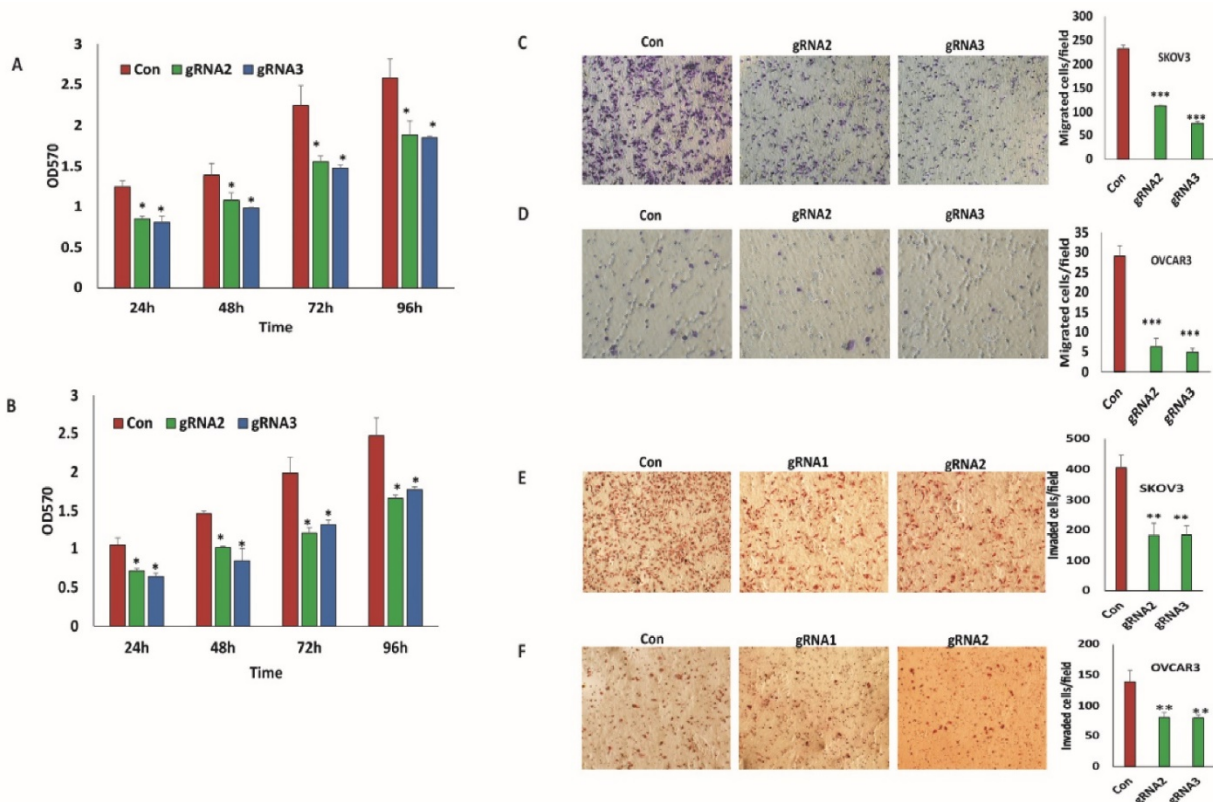 A
3
2.5
2
1.5
1
0.5
0
OD570
Con gRNA2 gRNA3
* * * * * * * *
24h 48h 72h 96h
Time
B
3
2.5
2
1.5
1
0.5
0
OD570
Con gRNA2 gRNA3
* * * * * * * *
24h 48h 72h 96h
Time
C
Con gRNA2 gRNA3
Migrated cells/field
300
250
200
150
100
50
0
SKOV3
*** ***
Con gRNA2 gRNA3
D
Con gRNA2 gRNA3
Migrated cells/field
35
30
25
20
15
10
5
0
OVCAR3
*** ***
Con gRNA2 gRNA3
E
Con gRNA1 gRNA2
Invaded cells/field
500
400
300
200
100
0
SKOV3
** **
Con gRNA2 gRNA3
F
Con gRNA1 gRNA2
Invaded cells/field
200
150
100
50
0
OVCAR3
** **
Con gRNA2 gRNA3